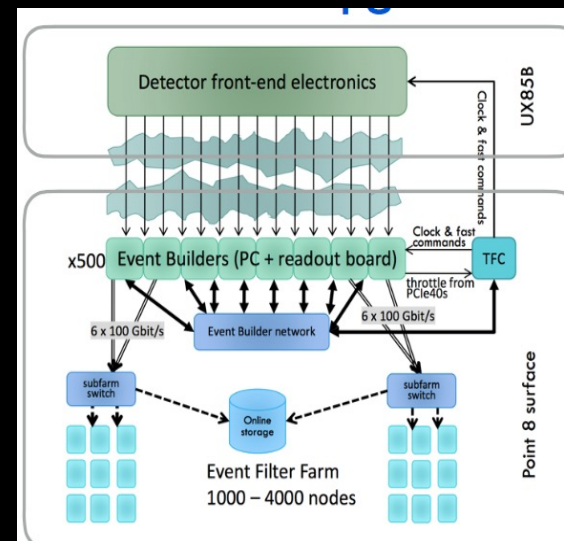 Detector front-end electronics
UX85B
Clock & fast commands
Clock & fast
commands
x500
Event Builders (PC + readout board)
TFC
throttle from
PCIe40s
6 x 100 Gbit/s
Event Builder network
6 x 100 Gbit/s
subfarm
switch
subfarm
switch
Online
storage
Point 8 surface
Event Filter Farm
1000 – 4000 nodes